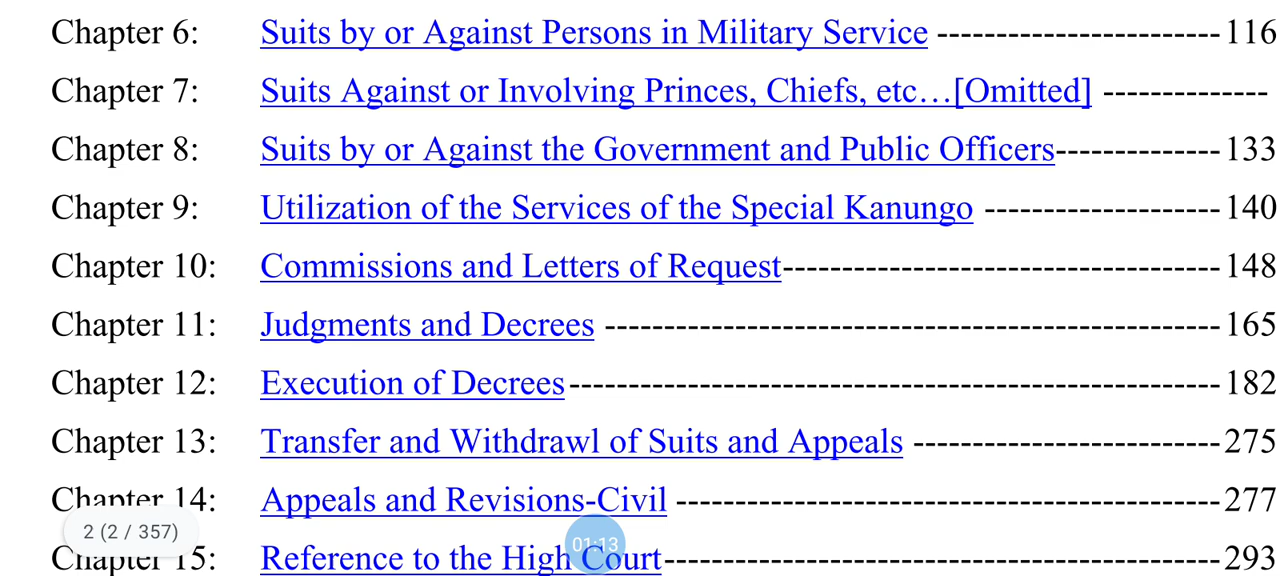 Chapter 6: Suits by or Against Persons in Military Service ------------------------ 116
Chapter 7: Suits Against or Involving Princes, Chiefs, etc…[Omitted] --------------
Chapter 8: Suits by or Against the Government and Public Officers-------------- 133
Chapter 9: Utilization of the Services of the Special Kanungo -------------------- 140
Chapter 10: Commissions and Letters of Request------------------------------------- 148
Chapter 11: Judgments and Decrees ---------------------------------------------------- 165
Chapter 12: Execution of Decrees------------------------------------------------------- 182
Chapter 13: Transfer and Withdrawl of Suits and Appeals -------------------------- 275
Chapter 14: Appeals and Revisions-Civil ---------------------------------------------- 277
2 (2 / 357)
01:13
Chapter 15: Reference to the High Court----------------------------------------------- 293